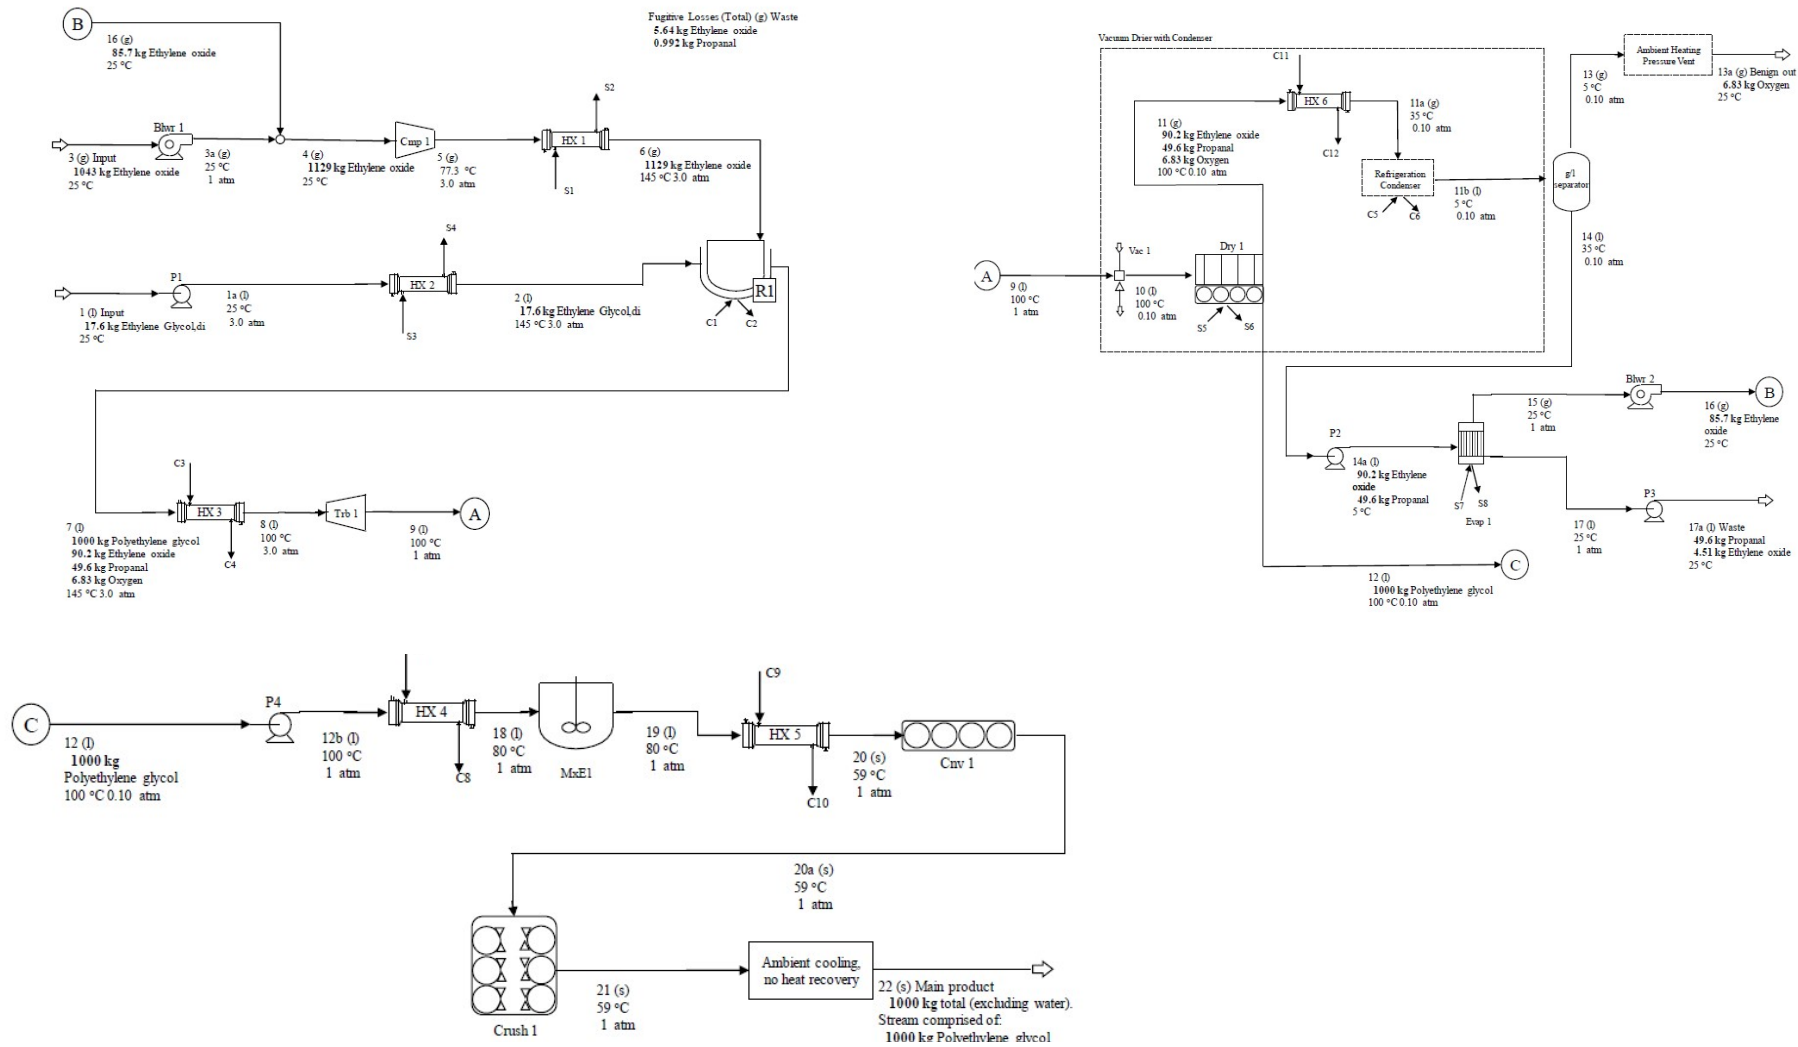 B
16 (g)
85.7 kg Ethylene oxide
25 °C
Fugitive Losses (Total) (g) Waste
5.64 kg Ethylene oxide
0.992 kg Propanal
Blwr 1
3 (g) Input
1043 kg Ethylene oxide
25 °C
3a (g)
25 °C
1 atm
4 (g)
1129 kg Ethylene oxide
25 °C
Cmp 1
5 (g)
77.3 °C
3.0 atm
S2
HX 1
S1
6 (g)
1129 kg Ethylene oxide
145 °C 3.0 atm
P1
1 (l) Input
17.6 kg Ethylene Glycol,di
25 °C
1a (l)
25 °C
3.0 atm
S4
HX 2
S3
2 (l)
17.6 kg Ethylene Glycol,di
145 °C 3.0 atm
R1
C1
C2
C3
HX 3
C4
7 (l)
1000 kg Polyethylene glycol
90.2 kg Ethylene oxide
49.6 kg Propanal
6.83 kg Oxygen
145 °C 3.0 atm
8 (l)
100 °C
3.0 atm
Trb 1
9 (l)
100 °C
1 atm
A
Vacuum Drier with Condenser
C11
HX 6
C12
11 (g)
90.2 kg Ethylene oxide
49.6 kg Propanal
6.83 kg Oxygen
100 °C 0.10 atm
11a (g)
35 °C
0.10 atm
Refrigeration
Condenser
C5
C6
11b (l)
5 °C
0.10 atm
g/l
separator
13 (g)
5 °C
0.10 atm
Ambient Heating
Pressure Vent
13a (g) Benign out
6.83 kg Oxygen
25 °C
14 (l)
35 °C
0.10 atm
A
9 (l)
100 °C
1 atm
Vac 1
10 (l)
100 °C
0.10 atm
Dry 1
S5
S6
P2
14a (l)
90.2 kg Ethylene
oxide
49.6 kg Propanal
5 °C
S7
S8
Evap 1
15 (g)
25 °C
1 atm
Blwr 2
16 (g)
85.7 kg Ethylene
oxide
25 °C
B
17 (l)
25 °C
1 atm
P3
17a (l) Waste
49.6 kg Propanal
4.51 kg Ethylene oxide
25 °C
12 (l)
1000 kg Polyethylene glycol
100 °C 0.10 atm
C
C
12 (l)
1000 kg
Polyethylene glycol
100 °C 0.10 atm
P4
12b (l)
100 °C
1 atm
HX 4
C8
18 (l)
80 °C
1 atm
MxE1
19 (l)
80 °C
1 atm
C9
HX 5
C10
20 (s)
59 °C
1 atm
Cnv 1
20a (s)
59 °C
1 atm
Crush 1
21 (s)
59 °C
1 atm
Ambient cooling,
no heat recovery
22 (s) Main product
1000 kg total (excluding water).
Stream comprised of:
1000 kg Polyethylene glycol